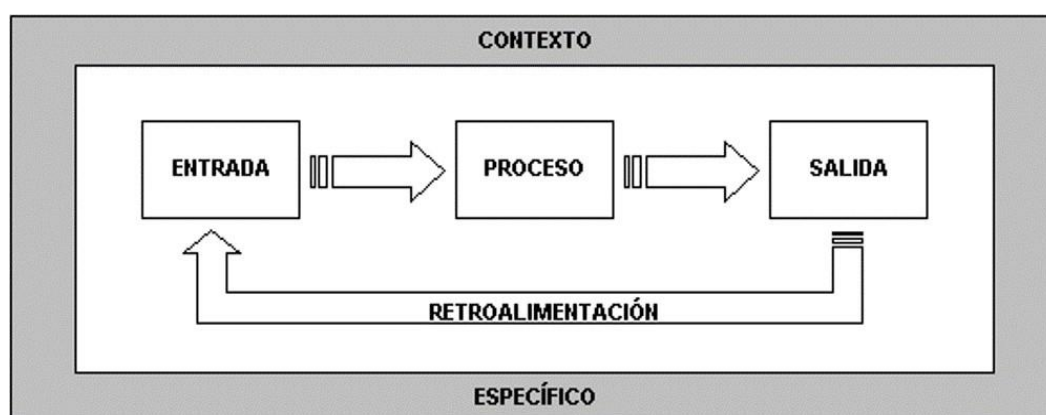 CONTEXTO
ENTRADA
PROCESO
SALIDA
RETROALIMENTACIÓN
ESPECÍFICO